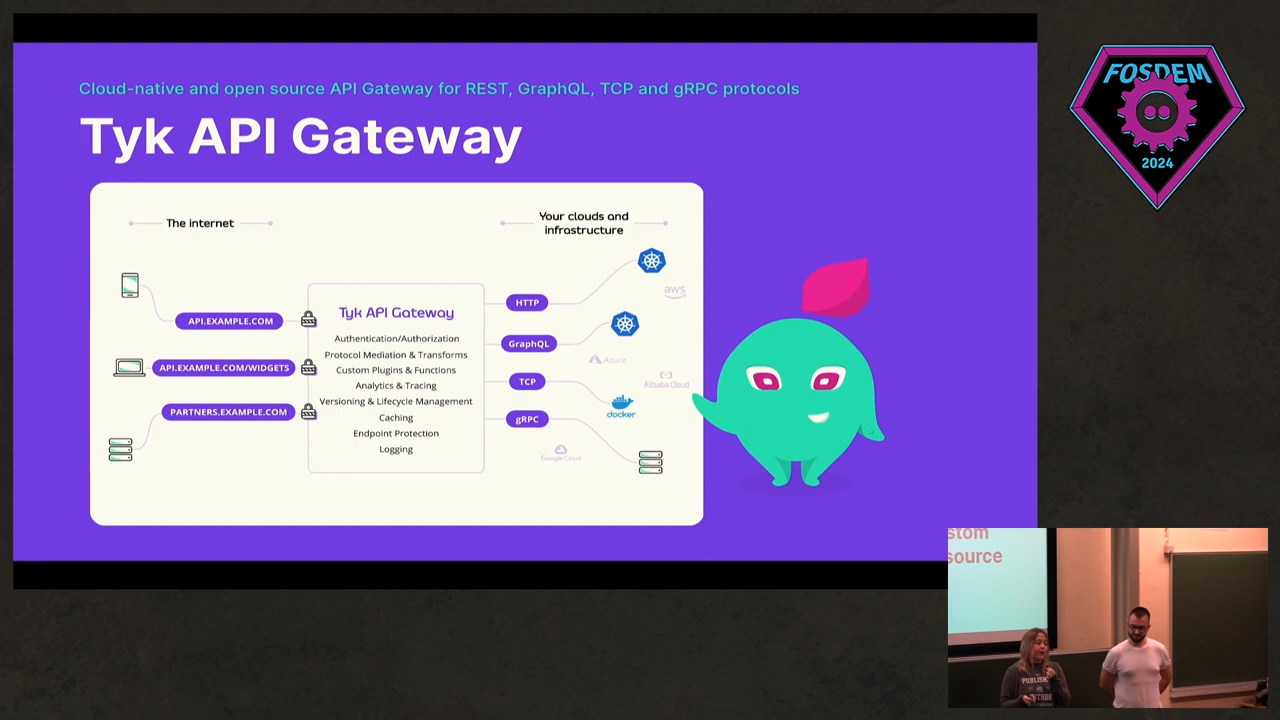 Cloud-native and open source API Gateway for REST, GraphQL, TCP and gRPC protocols
Tyk API Gateway
The internet
Your clouds and
infrastructure
API.EXAMPLE.COM
API.EXAMPLE.COM/WIDGETS
PARTNERS.EXAMPLE.COM
Tyk API Gateway
Authentication/Authorization
Protocol Mediation & Transforms
Custom Plugins & Functions
Analytics & Tracing
Versioning & Lifecycle Management
Caching
Endpoint Protection
Logging
HTTP
GraphQL
TCP
gRPC
aws
Azure
Alibaba Cloud
docker
Google Cloud
FOSDEM
2024
stom
source
PUBLISH